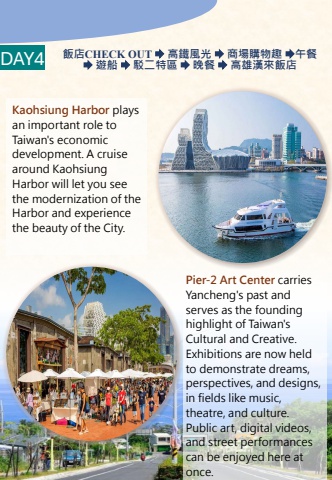 DAY4
飯店CHECK OUT ➡ 高鐵風光 ➡ 商場購物趣 ➡午餐
➡ 遊船 ➡ 駁二特區 ➡ 晚餐 ➡ 高雄漢來飯店
Kaohsiung Harbor plays
an important role to
Taiwan's economic
development. A cruise
around Kaohsiung
Harbor will let you see
the modernization of the
Harbor and experience
the beauty of the City.
Pier-2 Art Center carries
Yancheng's past and
serves as the founding
highlight of Taiwan's
Cultural and Creative.
Exhibitions are now held
to demonstrate dreams,
perspectives, and designs,
in fields like music,
theatre, and culture.
Public art, digital videos,
and street performances
can be enjoyed here at
once.